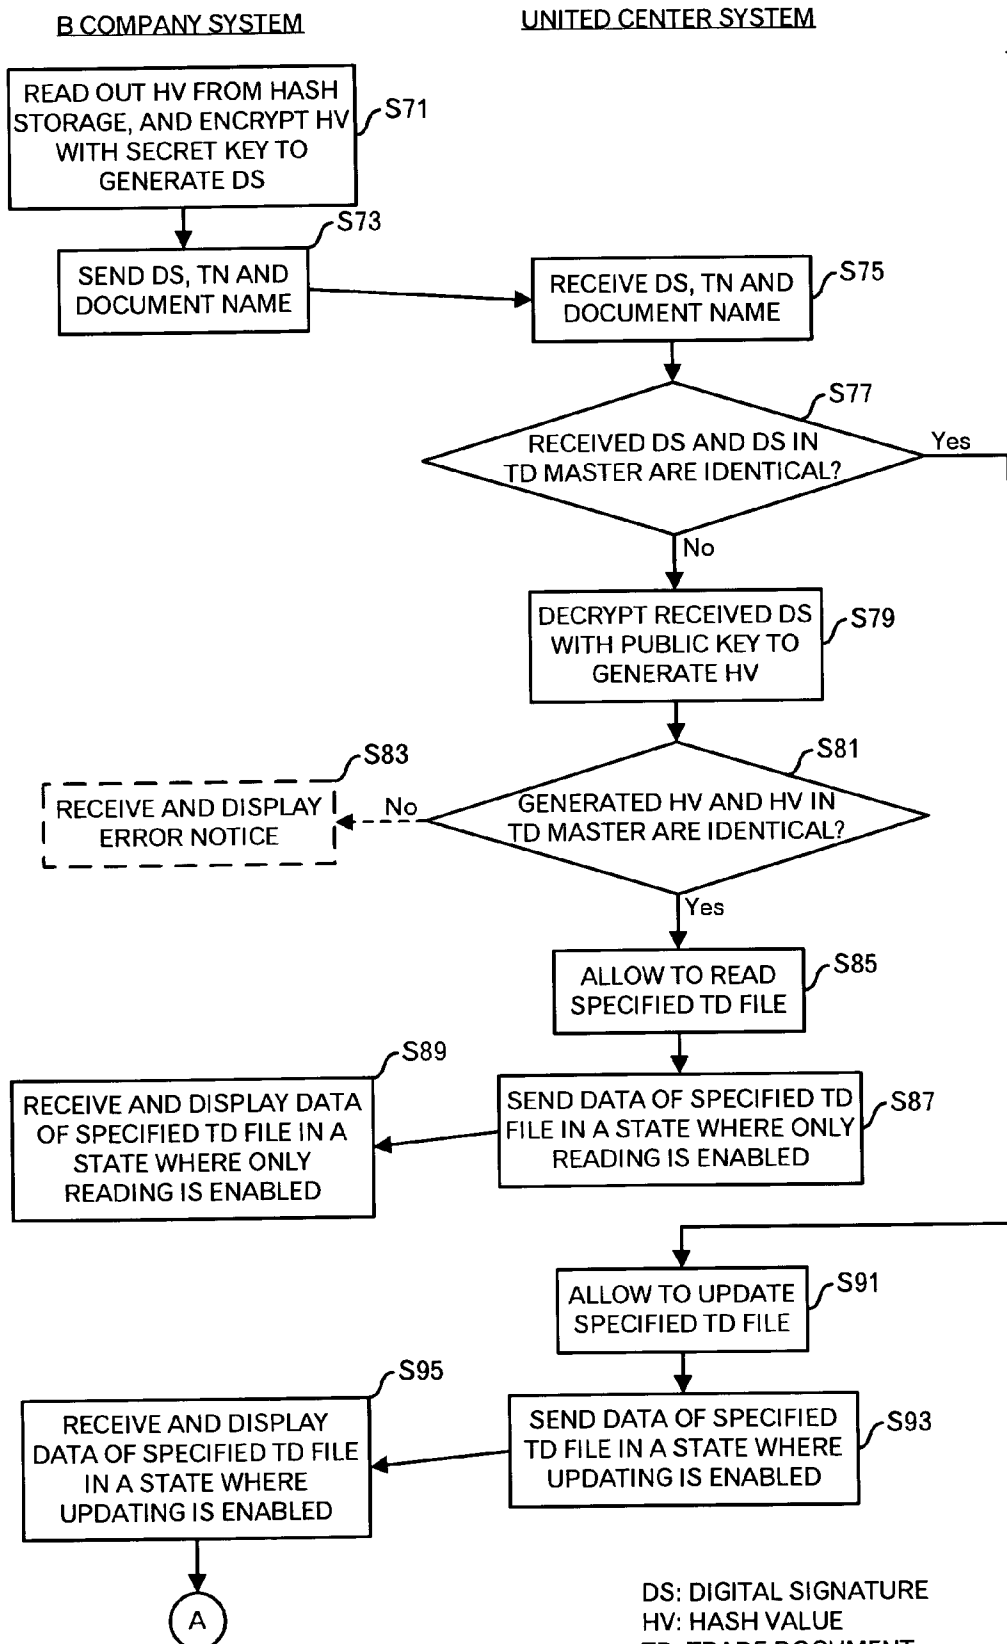 B COMPANY SYSTEM
UNITED CENTER SYSTEM
READ OUT HV FROM HASH
STORAGE, AND ENCRYPT HV
WITH SECRET KEY TO
GENERATE DS
S71
S73
SEND DS, TN AND
DOCUMENT NAME
RECEIVE DS, TN AND
DOCUMENT NAME
S75
S77
RECEIVED DS AND DS IN
TD MASTER ARE IDENTICAL?
Yes
No
DECRYPT RECEIVED DS
WITH PUBLIC KEY TO
GENERATE HV
S79
S81
GENERATED HV AND HV IN
TD MASTER ARE IDENTICAL?
No
S83
RECEIVE AND DISPLAY
ERROR NOTICE
Yes
ALLOW TO READ
SPECIFIED TD FILE
S85
SEND DATA OF SPECIFIED TD
FILE IN A STATE WHERE ONLY
READING IS ENABLED
S87
S89
RECEIVE AND DISPLAY DATA
OF SPECIFIED TD FILE IN A
STATE WHERE ONLY
READING IS ENABLED
ALLOW TO UPDATE
SPECIFIED TD FILE
S91
SEND DATA OF SPECIFIED
TD FILE IN A STATE WHERE
UPDATING IS ENABLED
S93
S95
RECEIVE AND DISPLAY
DATA OF SPECIFIED TD FILE
IN A STATE WHERE
UPDATING IS ENABLED
A
DS: DIGITAL SIGNATURE
HV: HASH VALUE
TD: TRADE DOCUMENT